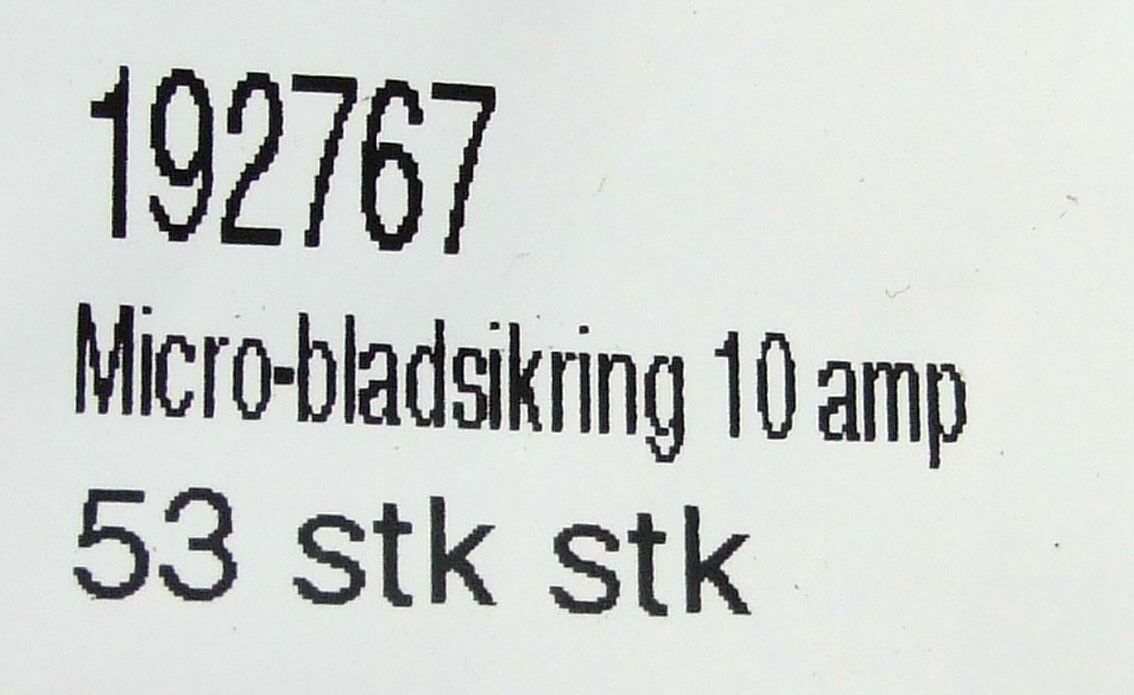 192767
Micro-bladsikring 10 amp
53 stk stk